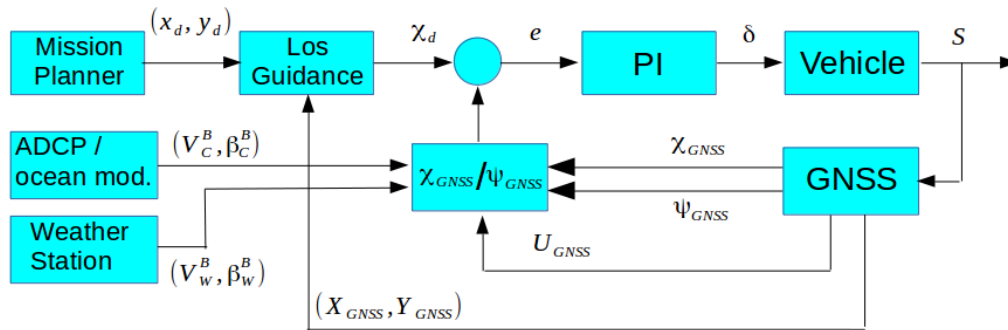 (x_d, y_d)
χ_d
e
δ
S
Mission
Planner
Los
Guidance
PI
Vehicle
ADCP /
ocean mod.
(V_C^B, β_C^B)
χ_GNSS/ψ_GNSS
χ_GNSS
GNSS
ψ_GNSS
Weather
Station
(V_W^B, β_W^B)
U_GNSS
(X_GNSS, Y_GNSS)